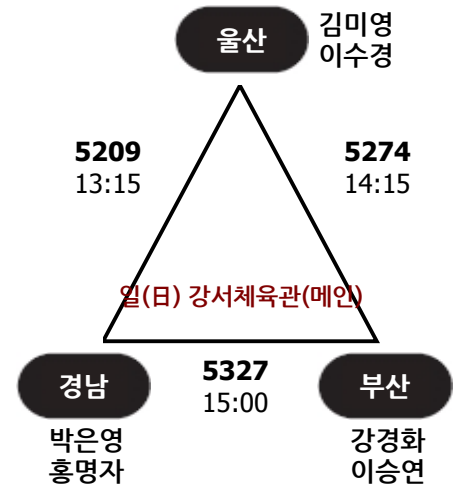 울산
김미영
이수경
5209
13:15
5274
14:15
일(日) 강서체육관(메인)
경남
5327
15:00
부산
박은영
홍명자
강경화
이승연